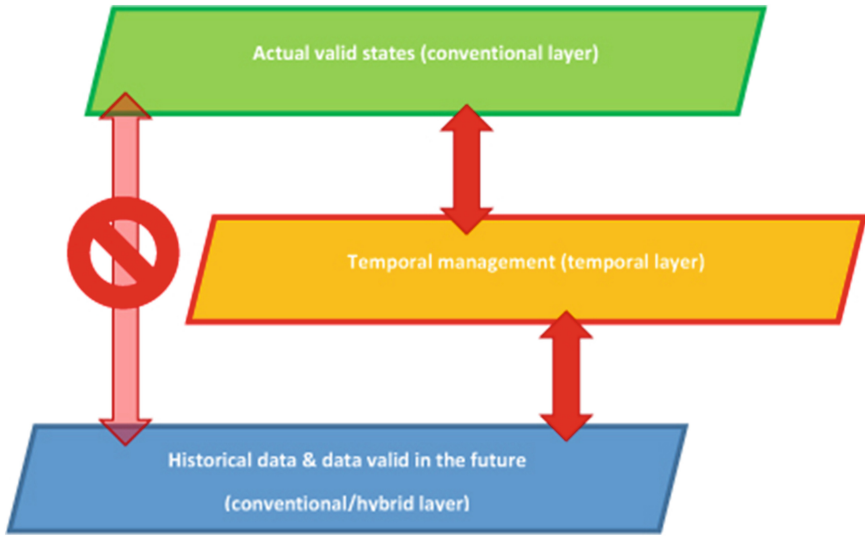 Actual valid states (conventional layer)
Temporal management (temporal layer)
Historical data & data valid in the future
(conventional/hybrid layer)